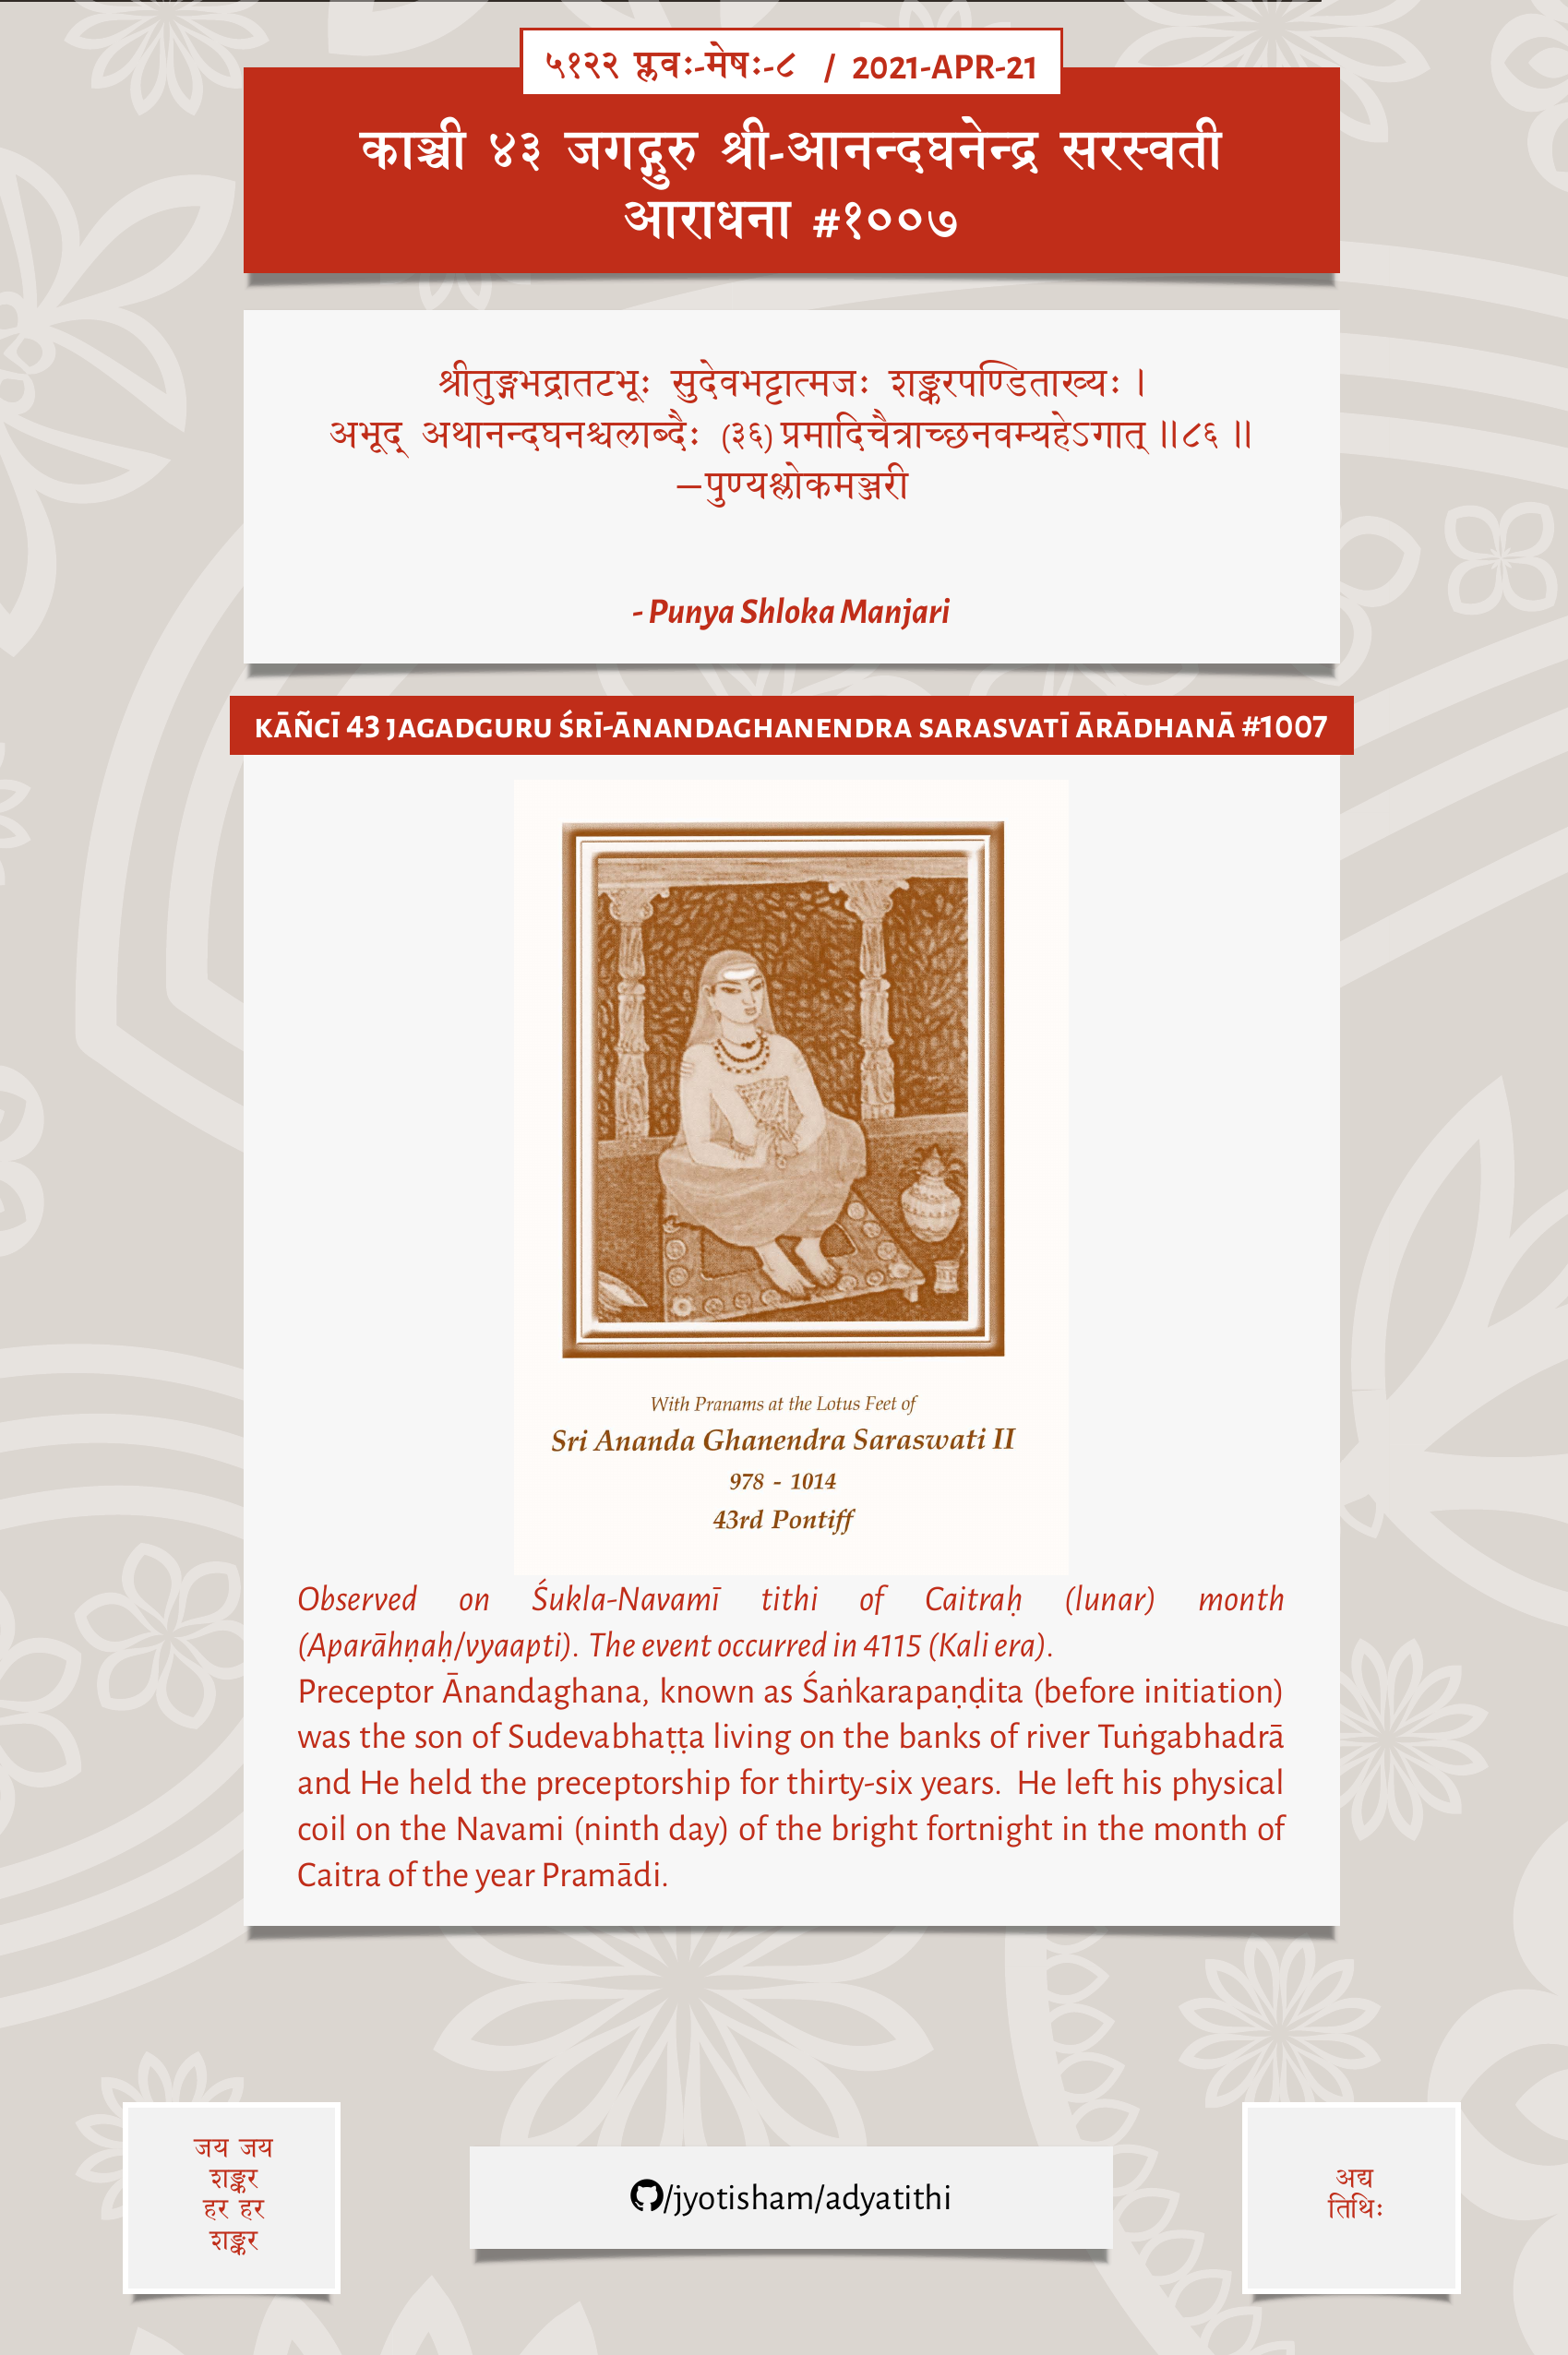 ५१२२ प्लवः-मेषः-८ / 2021-APR-21
काञ्ची ४३ जगद्गुरु श्री-आनन्दघनेन्द्र सरस्वती
आराधना #१००७
श्रीतुङ्गभद्रातटभूः सुदेवभट्टात्मजः शङ्करपण्डिताख्यः ।
अभूद् अथानन्दघनश्चलाब्दैः (३६) प्रमादिचैत्राच्छनवम्यहेऽगात् ॥८६ ॥
—पुण्यश्लोकमञ्जरी
- Punya Shloka Manjari
KĀÑCĪ 43 JAGADGURU ŚRĪ-ĀNANDAGHANENDRA SARASVATĪ ĀRĀDHANĀ #1007
With Pranams at the Lotus Feet of
Sri Ananda Ghanendra Saraswati II
978 - 1014
43rd Pontiff
Observed on Śukla-Navamī tithi of Caitraḥ (lunar) month
(Aparāhṇaḥ/vyaapti). The event occurred in 4115 (Kali era).
Preceptor Ānandaghana, known as Śaṅkarapaṇḍita (before initiation)
was the son of Sudevabhaṭṭa living on the banks of river Tuṅgabhadrā
and He held the preceptorship for thirty-six years. He left his physical
coil on the Navami (ninth day) of the bright fortnight in the month of
Caitra of the year Pramādi.
जय जय
शङ्कर
हर हर
शङ्कर
/jyotisham/adyatithi
अद्य
तिथिः